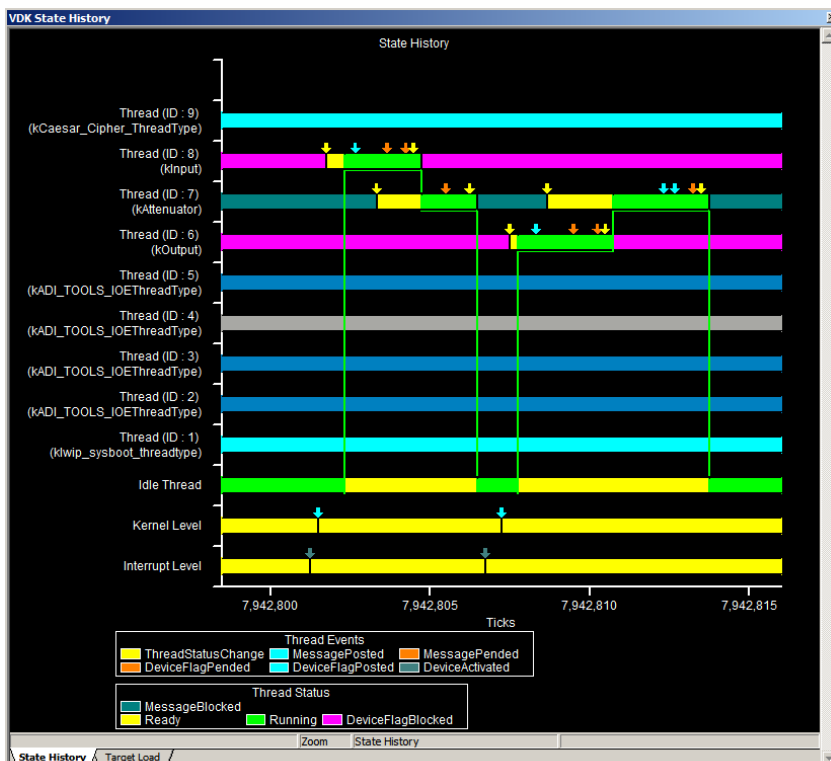 VDK State History
State History
Thread (ID : 9)
(kCaesar_Cipher_ThreadType)
Thread (ID : 8)
(kInput)
Thread (ID : 7)
(kAttenuator)
Thread (ID : 6)
(kOutput)
Thread (ID : 5)
(kADI_TOOLS_IOEThreadType)
Thread (ID : 4)
(kADI_TOOLS_IOEThreadType)
Thread (ID : 3)
(kADI_TOOLS_IOEThreadType)
Thread (ID : 2)
(kADI_TOOLS_IOEThreadType)
Thread (ID : 1)
(klwip_sysboot_threadtype)
Idle Thread
Kernel Level
Interrupt Level
7,942,800 7,942,805 7,942,810 7,942,815
Ticks
Thread Events
ThreadStatusChange MessagePosted MessagePended
DeviceFlagPended DeviceFlagPosted DeviceActivated
Thread Status
MessageBlocked
Ready Running DeviceFlagBlocked
Zoom State History
State History Target Load